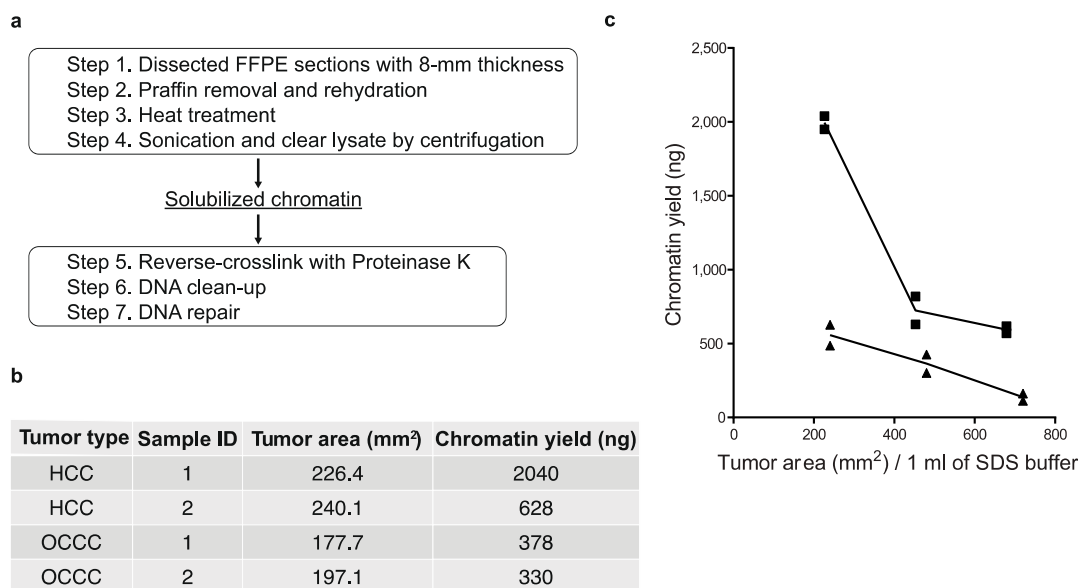 a
Step 1. Dissected FFPE sections with 8-mm thickness
Step 2. Praffin removal and rehydration
Step 3. Heat treatment
Step 4. Sonication and clear lysate by centrifugation
Solubilized chromatin
Step 5. Reverse-crosslink with Proteinase K
Step 6. DNA clean-up
Step 7. DNA repair
b
Tumor type Sample ID Tumor area (mm²) Chromatin yield (ng)
HCC 1 226.4 2040
HCC 2 240.1 628
OCCC 1 177.7 378
OCCC 2 197.1 330
c
Chromatin yield (ng)
2,500
2,000
1,500
1,000
500
0
0 200 400 600 800
Tumor area (mm²) / 1 ml of SDS buffer